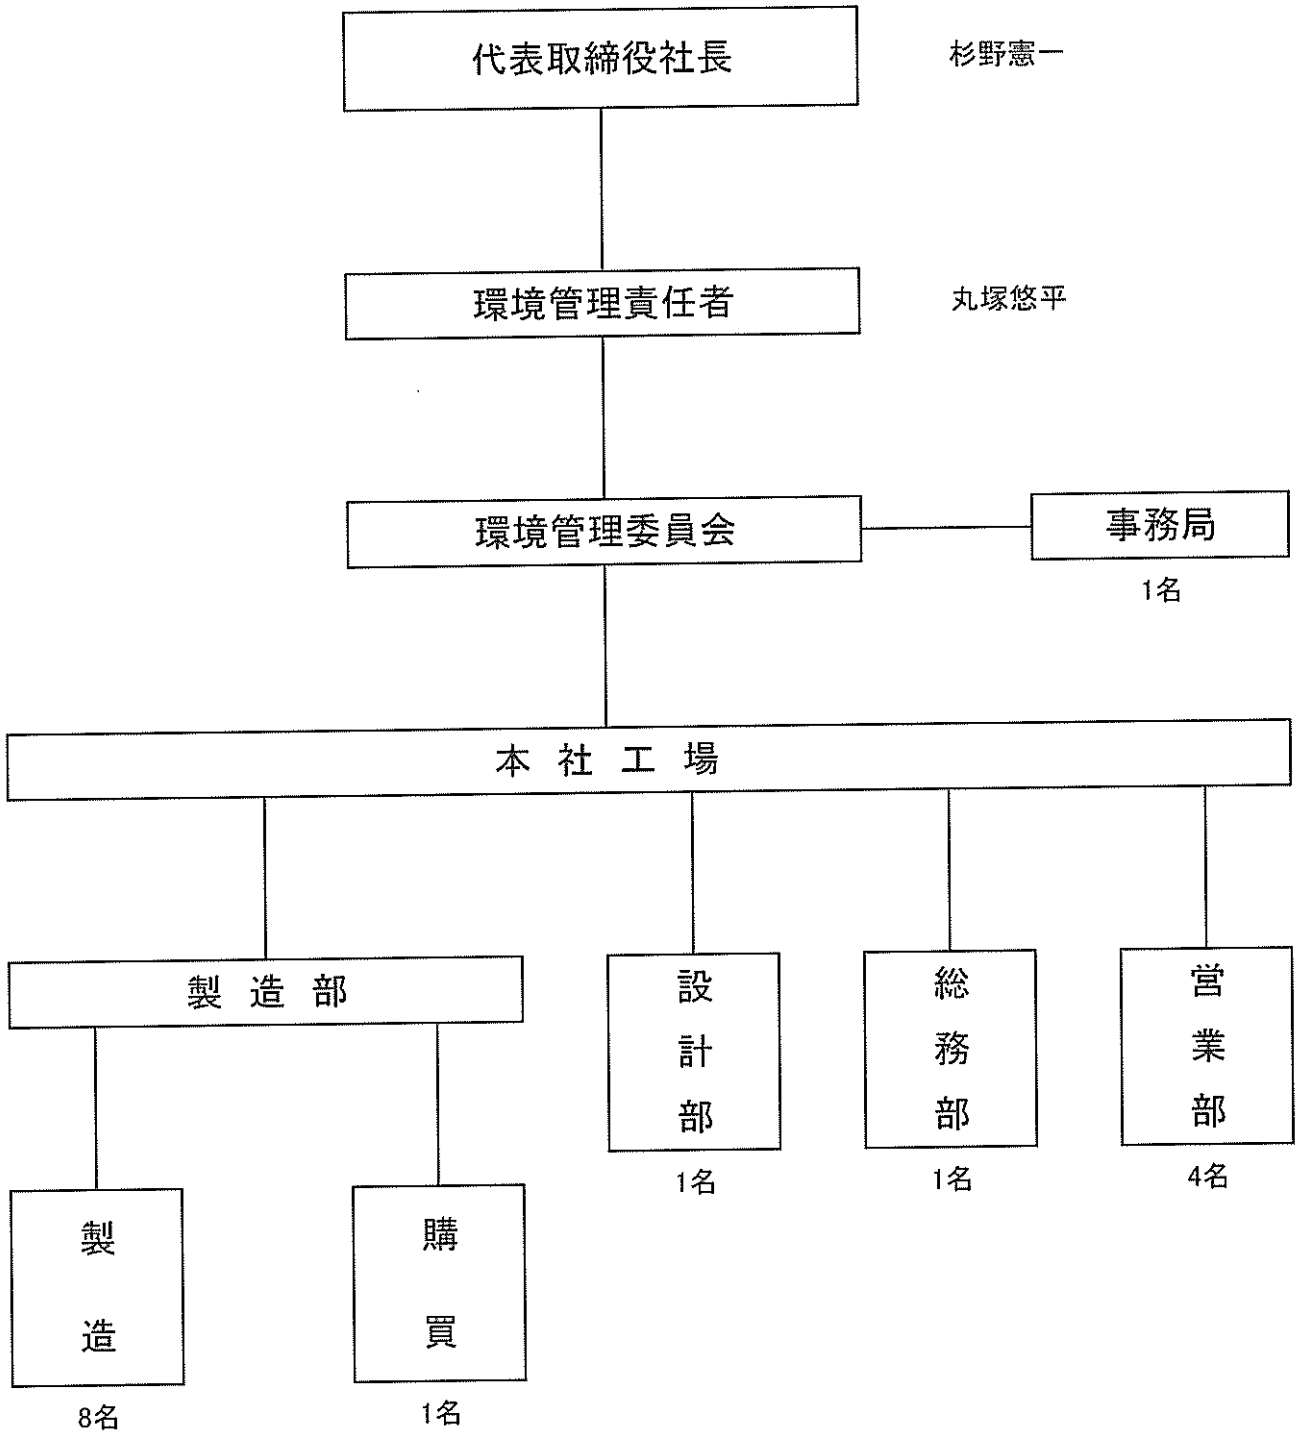 代表取締役社長
杉野憲一
環境管理責任者
丸塚悠平
環境管理委員会
事務局
1名
本社工場
製造部
設計部
1名
総務部
1名
営業部
4名
製造
8名
購買
1名